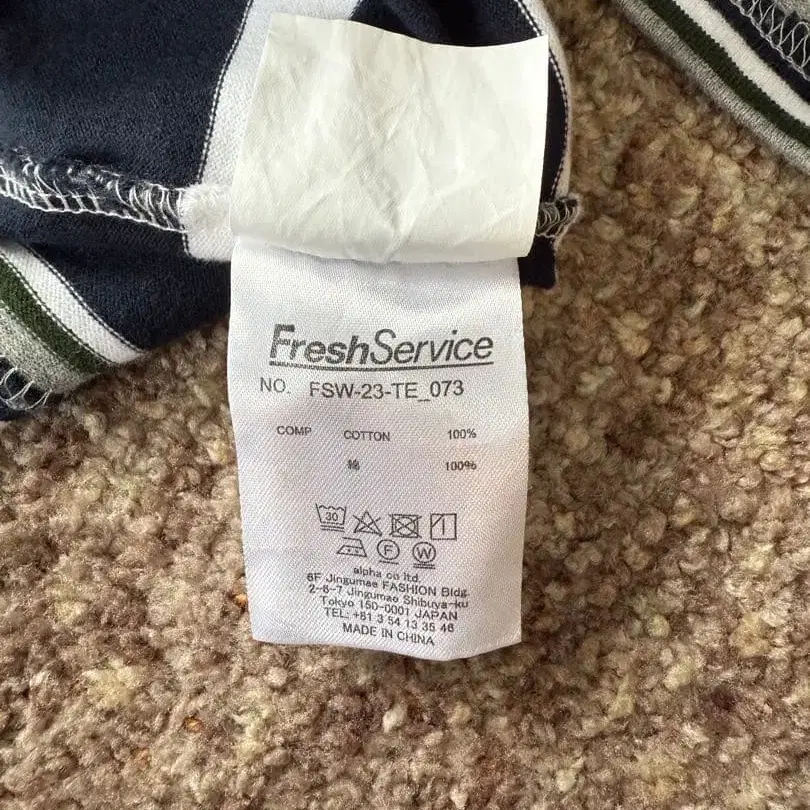 FreshService
NO. FSW-23-TE_073
COMP COTTON 100%
綿 100%
30
F W
alpha co ltd.
6F Jingumae FASHION Bldg.
2-6-7 Jingumae Shibuya-ku
Tokyo 150-0001 JAPAN
TEL: +81 3 54 13 35 46
MADE IN CHINA